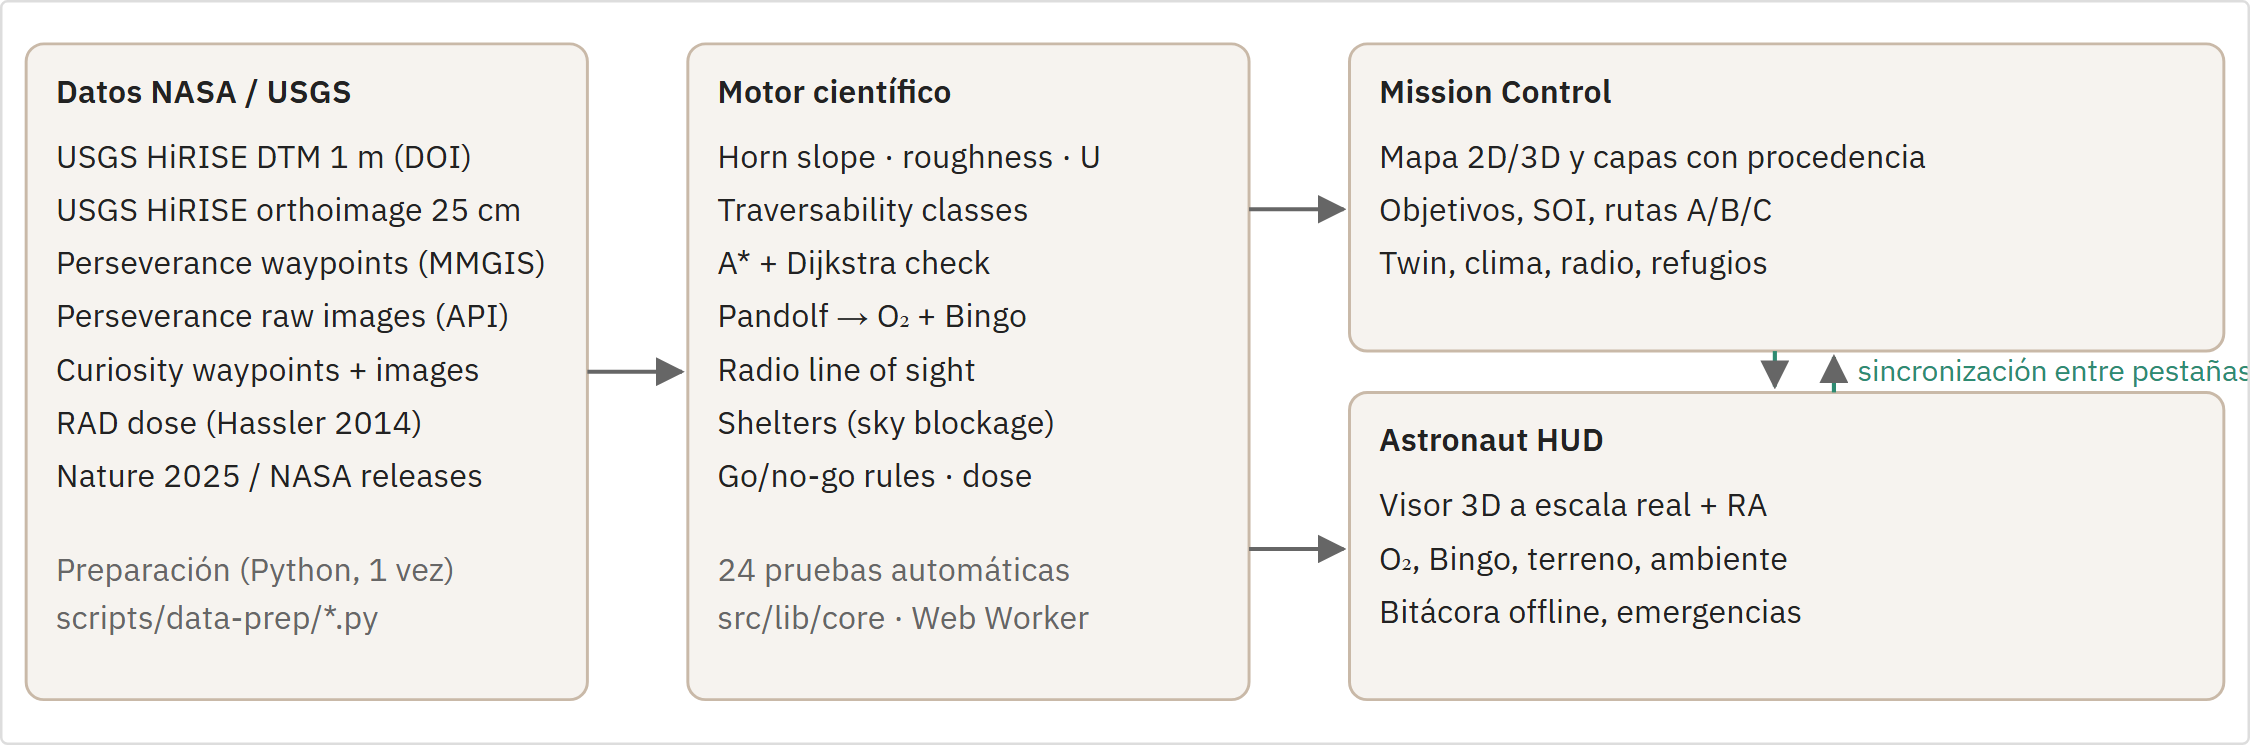 Datos NASA / USGS
USGS HiRISE DTM 1 m (DOI)
USGS HiRISE orthoimage 25 cm
Perseverance waypoints (MMGIS)
Perseverance raw images (API)
Curiosity waypoints + images
RAD dose (Hassler 2014)
Nature 2025 / NASA releases
Preparación (Python, 1 vez)
scripts/data-prep/*.py
Motor científico
Horn slope · roughness · U
Traversability classes
A* + Dijkstra check
Pandolf → O₂ + Bingo
Radio line of sight
Shelters (sky blockage)
Go/no-go rules · dose
24 pruebas automáticas
src/lib/core · Web Worker
Mission Control
Mapa 2D/3D y capas con procedencia
Objetivos, SOI, rutas A/B/C
Twin, clima, radio, refugios
sincronización entre pestañas
Astronaut HUD
Visor 3D a escala real + RA
O₂, Bingo, terreno, ambiente
Bitácora offline, emergencias